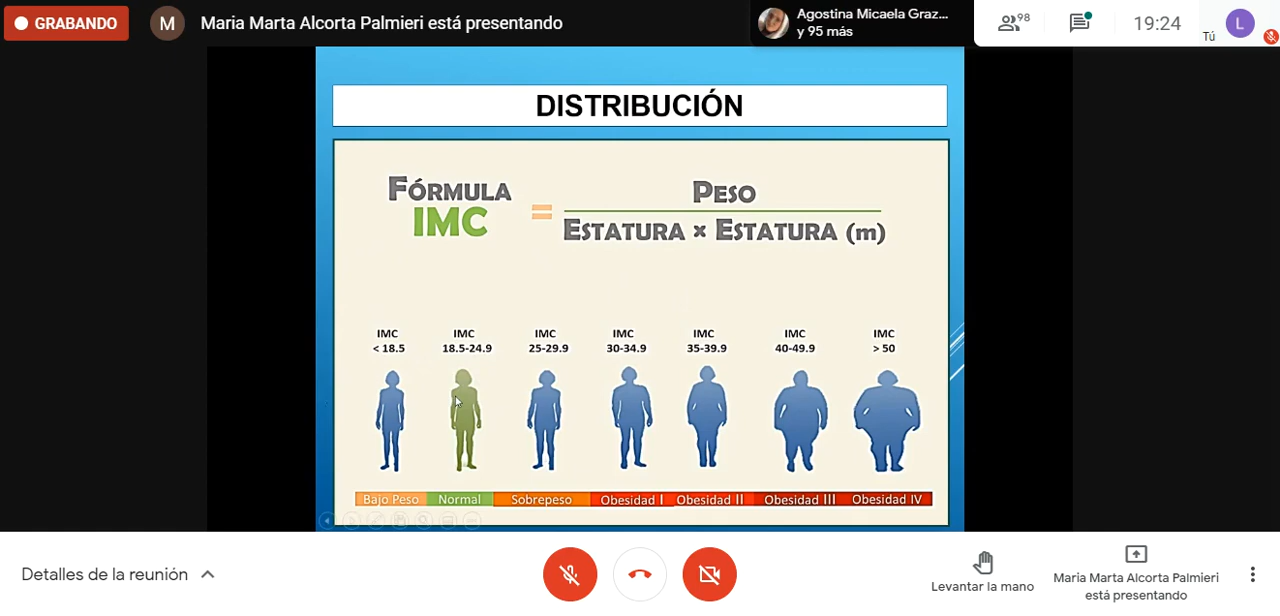 GRABANDO
M
Maria Marta Alcorta Palmieri está presentando
Agostina Micaela Graz...
y 95 más
98
19:24
Tú
L
DISTRIBUCIÓN
FÓRMULA
IMC
=
PESO
ESTATURA × ESTATURA (m)
IMC
< 18.5
IMC
18.5-24.9
IMC
25-29.9
IMC
30-34.9
IMC
35-39.9
IMC
40-49.9
IMC
> 50
Bajo Peso
Normal
Sobrepeso
Obesidad I
Obesidad II
Obesidad III
Obesidad IV
Detalles de la reunión
Levantar la mano
Maria Marta Alcorta Palmieri
está presentando